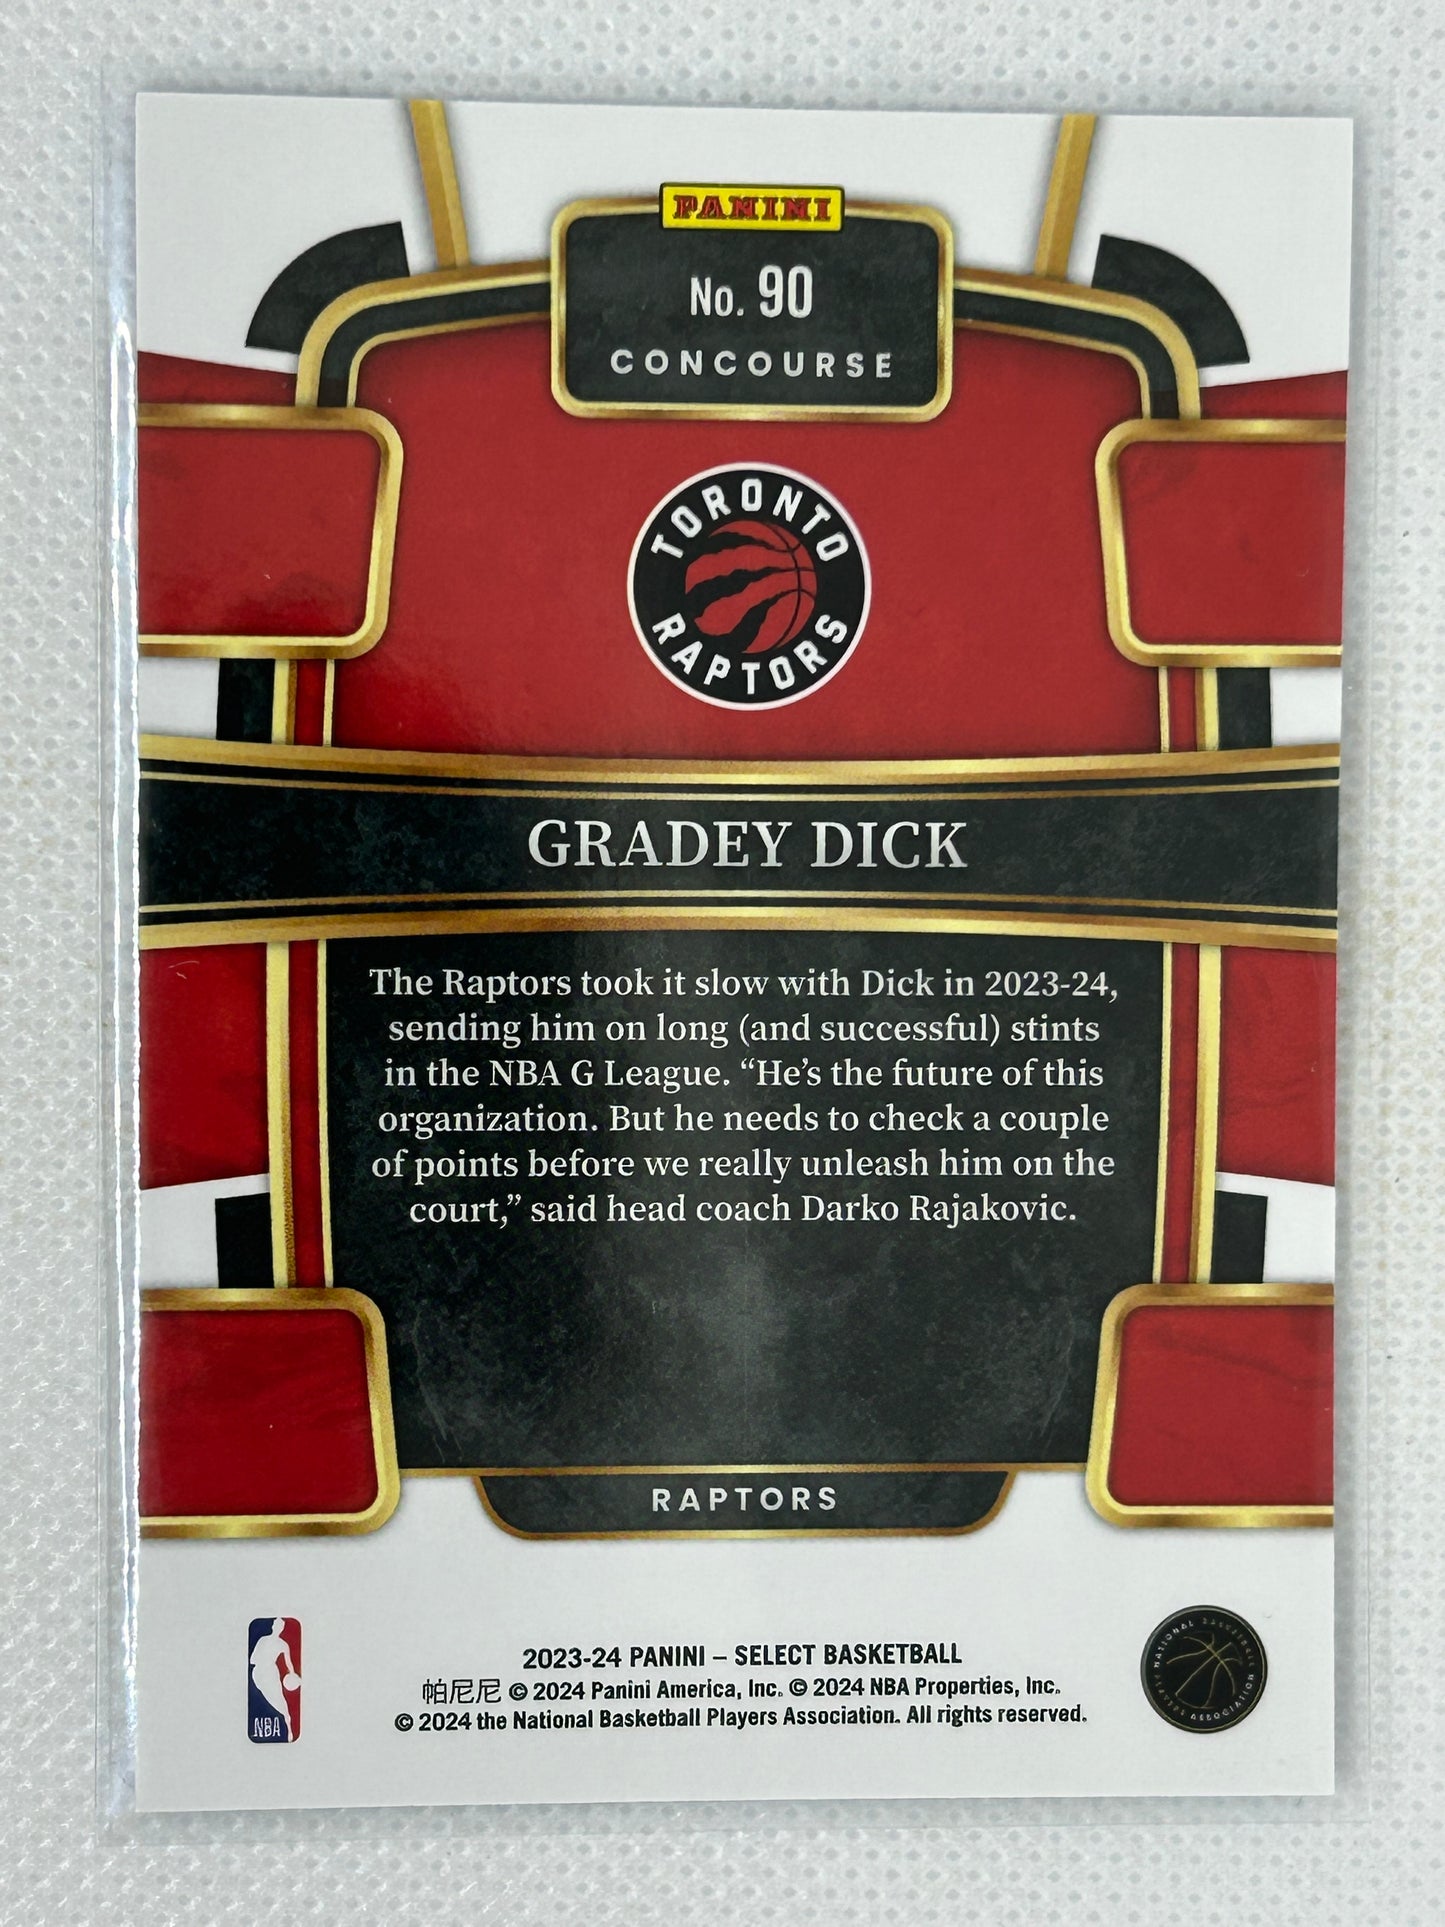 PANINI
No. 90
CONCOURSE
TORONTO
RAPTORS
GRADEY DICK
The Raptors took it slow with Dick in 2023-24,
sending him on long (and successful) stints
in the NBA G League. “He’s the future of this
organization. But he needs to check a couple
of points before we really unleash him on the
court,” said head coach Darko Rajakovic.
RAPTORS
NBA
2023-24 PANINI – SELECT BASKETBALL
帕尼尼 © 2024 Panini America, Inc. © 2024 NBA Properties, Inc.
© 2024 the National Basketball Players Association. All rights reserved.
NATIONAL BASKETBALL
PLAYERS ASSOCIATION